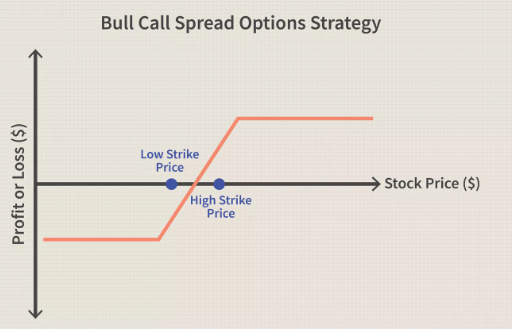 Bull Call Spread Options Strategy
Profit or Loss ($)
Low Strike
Price
High Strike
Price
Stock Price ($)